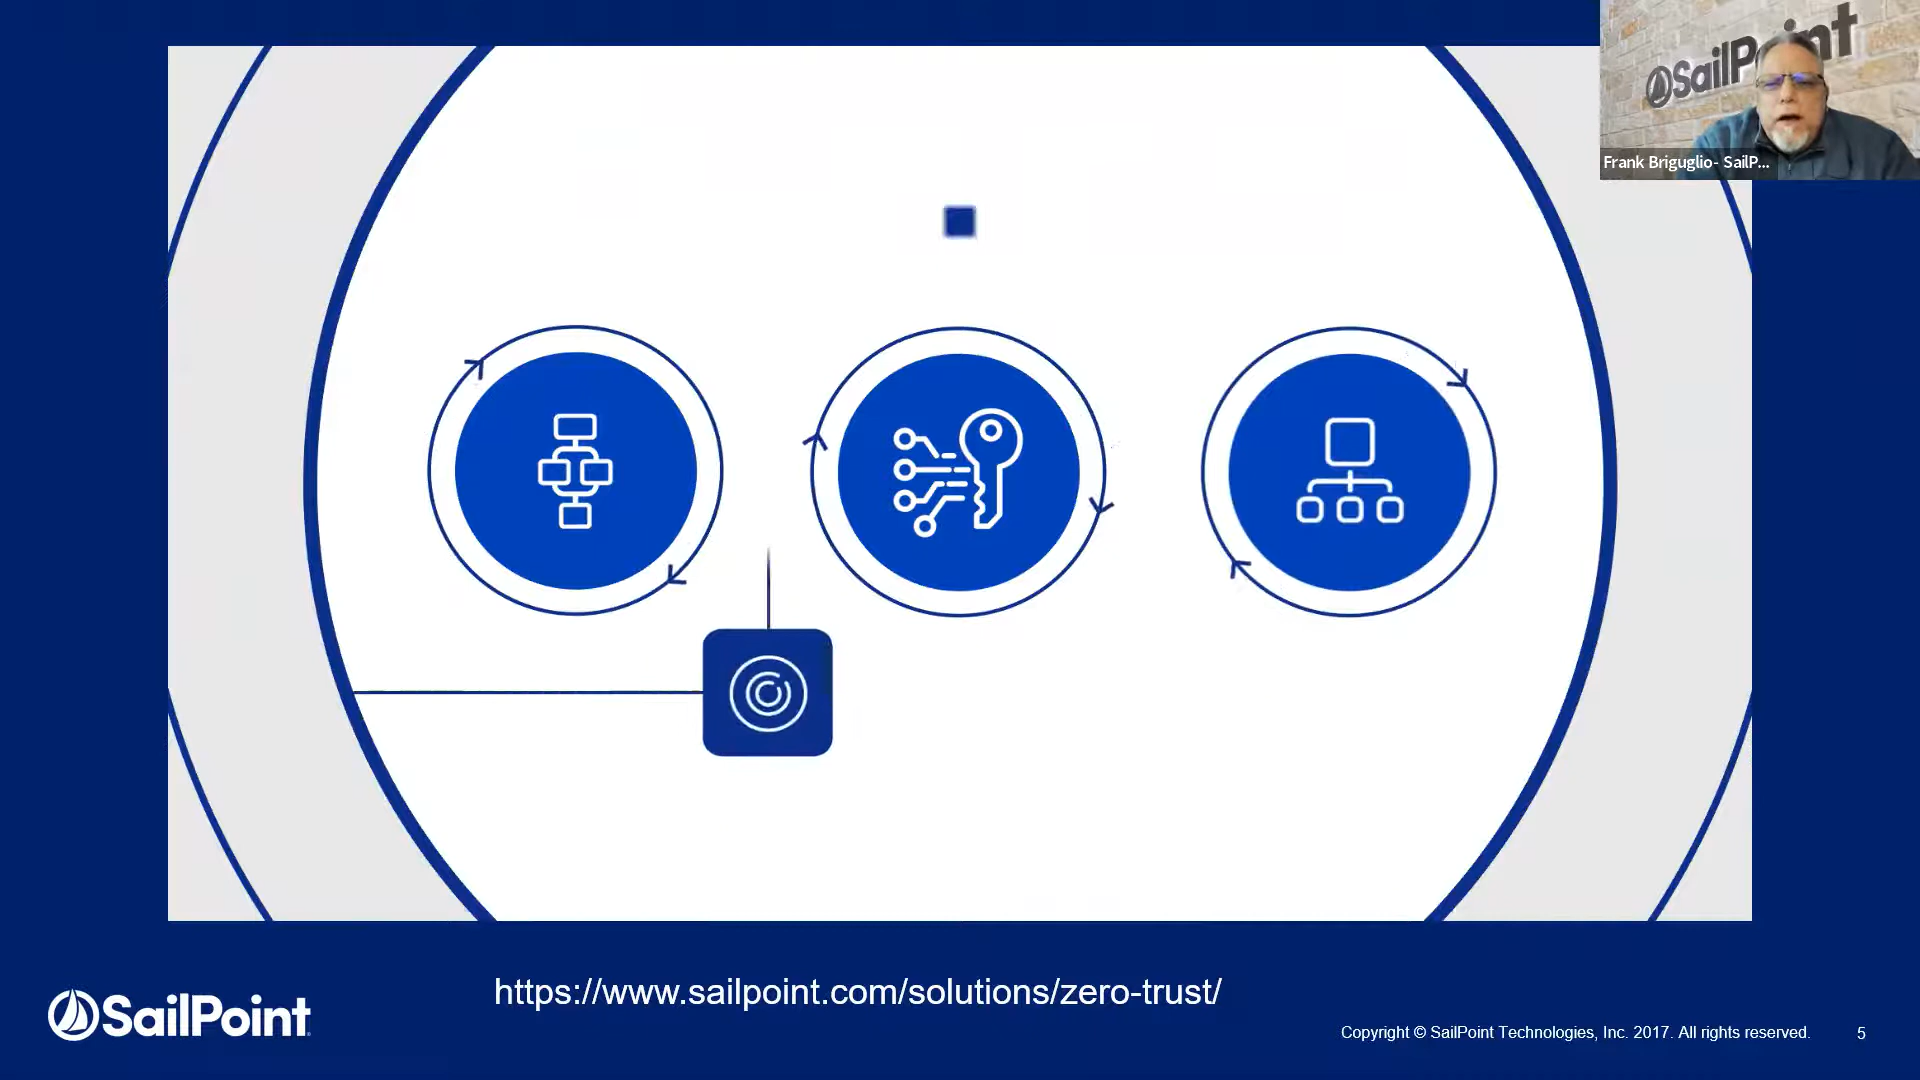 SailPoint
Frank Briguglio- SailP...
https://www.sailpoint.com/solutions/zero-trust/
SailPoint
Copyright © SailPoint Technologies, Inc. 2017. All rights reserved.
5